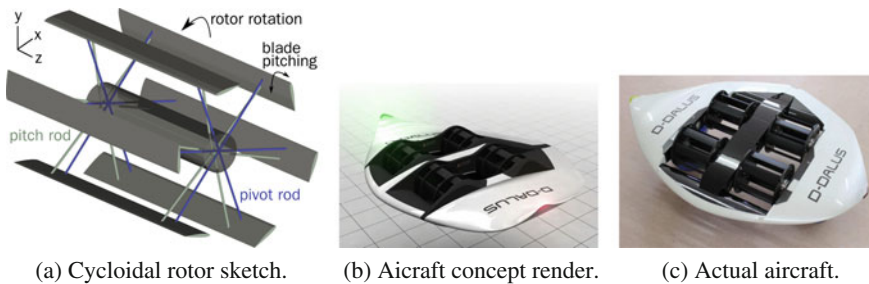 y
x
z
rotor rotation
blade
pitching
pitch rod
pivot rod
D-DALUS
D-DALUS
D-DALUS
(a) Cycloidal rotor sketch.
(b) Aicraft concept render.
(c) Actual aircraft.